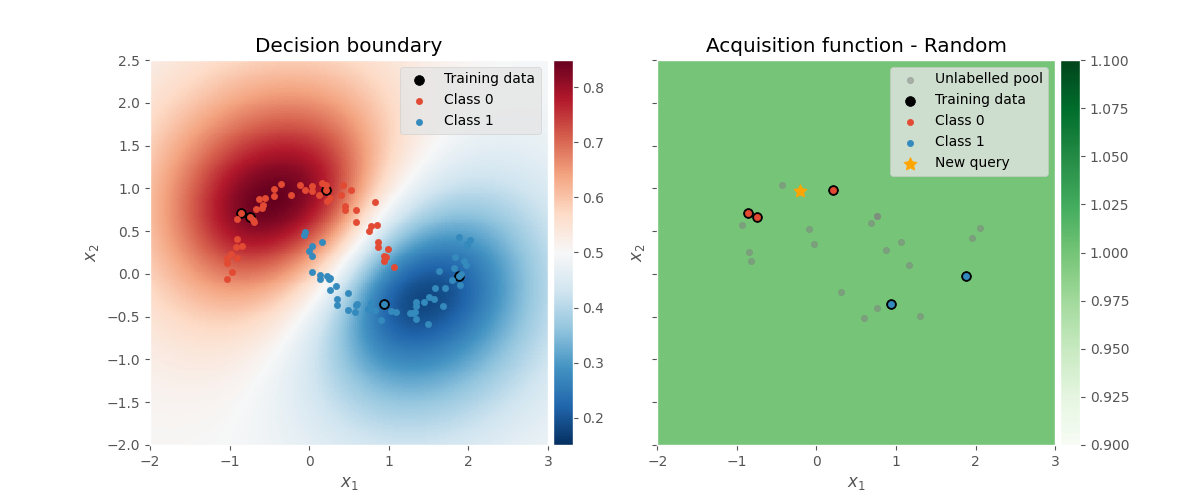 Decision boundary
2.5
2.0
1.5
1.0
0.5
0.0
−0.5
−1.0
−1.5
−2.0
x₂
−2
−1
0
1
2
3
x₁
Training data
Class 0
Class 1
0.8
0.7
0.6
0.5
0.4
0.3
0.2
Acquisition function - Random
x₂
−2
−1
0
1
2
3
x₁
Unlabelled pool
Training data
Class 0
Class 1
New query
1.100
1.075
1.050
1.025
1.000
0.975
0.950
0.925
0.900